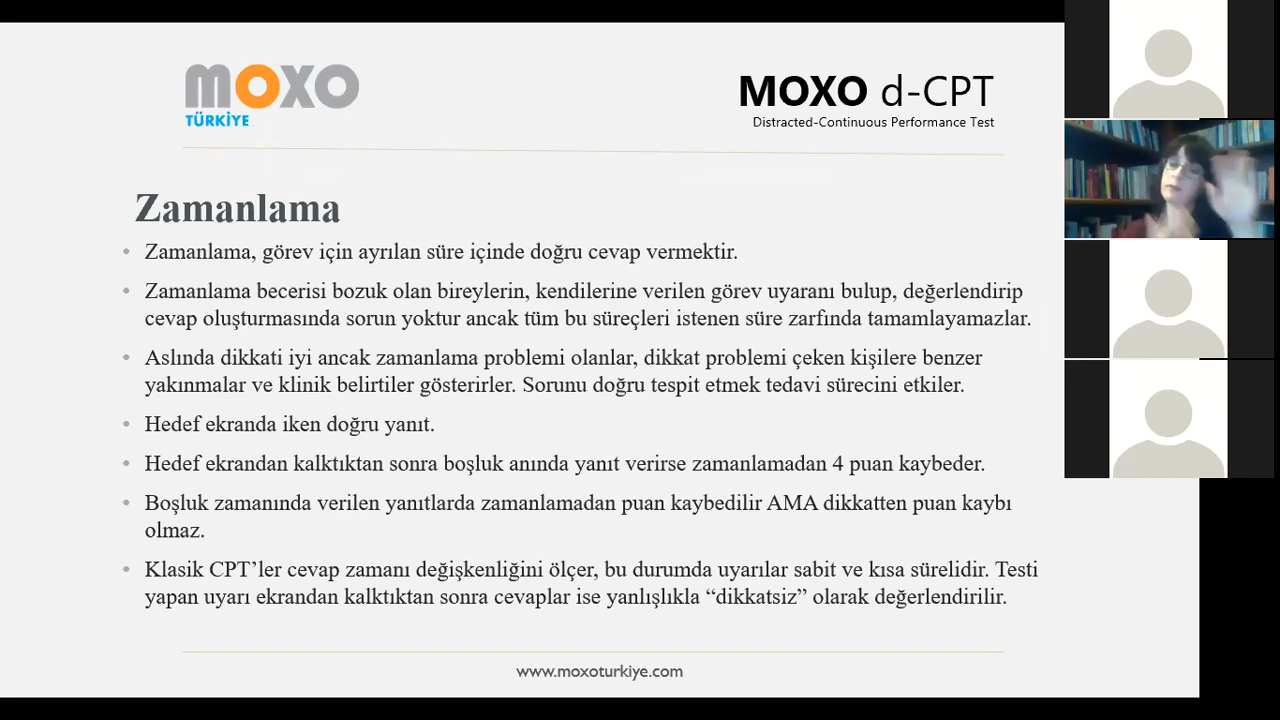 moxo
TÜRKİYE
MOXO d-CPT
Distracted-Continuous Performance Test
Zamanlama
• Zamanlama, görev için ayrılan süre içinde doğru cevap vermektir.
• Zamanlama becerisi bozuk olan bireylerin, kendilerine verilen görev uyaranı bulup, değerlendirip
cevap oluşturmasında sorun yoktur ancak tüm bu süreçleri istenen süre zarfında tamamlayamazlar.
• Aslında dikkati iyi ancak zamanlama problemi olanlar, dikkat problemi çeken kişilere benzer
yakınmalar ve klinik belirtiler gösterirler. Sorunu doğru tespit etmek tedavi sürecini etkiler.
• Hedef ekranda iken doğru yanıt.
• Hedef ekrandan kalktıktan sonra boşluk anında yanıt verirse zamanlamadan 4 puan kaybeder.
• Boşluk zamanında verilen yanıtlarda zamanlamadan puan kaybedilir AMA dikkatten puan kaybı
olmaz.
• Klasik CPT’ler cevap zamanı değişkenliğini ölçer, bu durumda uyarılar sabit ve kısa sürelidir. Testi
yapan uyarı ekrandan kalktıktan sonra cevaplar ise yanlışlıkla “dikkatsiz” olarak değerlendirilir.
www.moxoturkiye.com